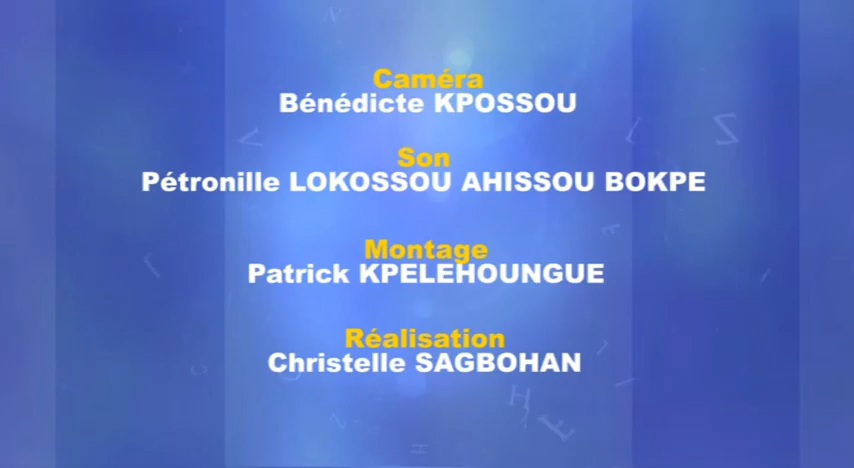 Caméra
Bénédicte KPOSSOU
Son
Pétronille LOKOSSOU AHISSOU BOKPE
Montage
Patrick KPELEHOUNGUE
Réalisation
Christelle SAGBOHAN